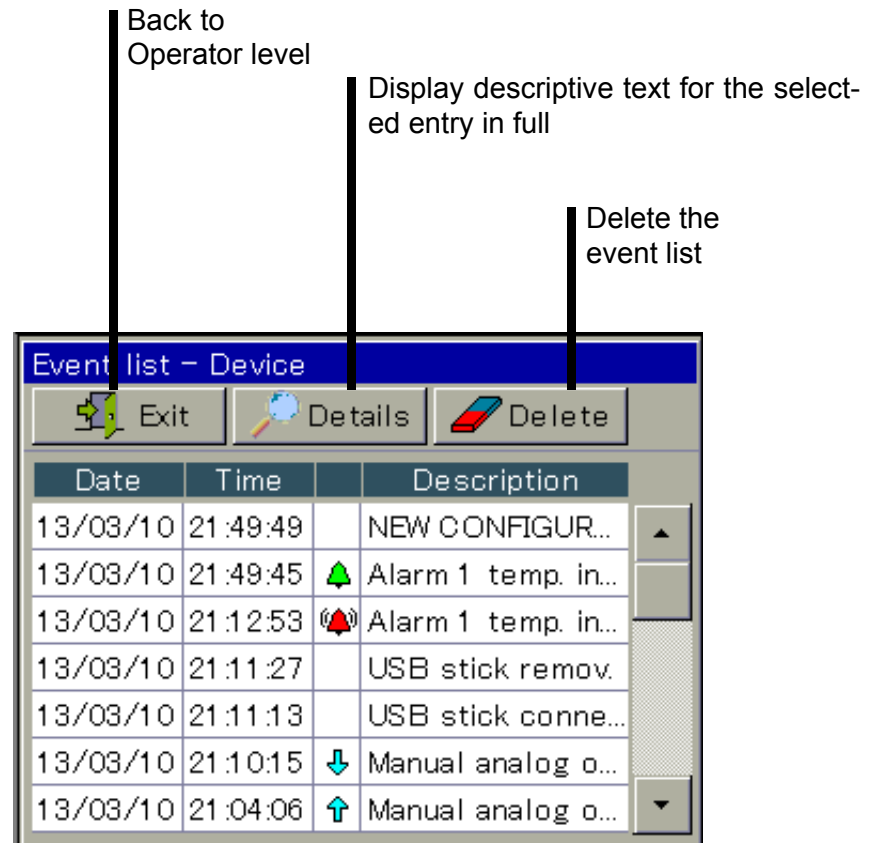 Back to
Operator level
Display descriptive text for the select-
ed entry in full
Delete the
event list
Event list - Device
Exit Details Delete
Date Time Description
13/03/10 21:49:49 NEW CONFIGUR...
13/03/10 21:49:45 Alarm 1 temp. in...
13/03/10 21:12:53 Alarm 1 temp. in...
13/03/10 21:11:27 USB stick remov.
13/03/10 21:11:13 USB stick conne...
13/03/10 21:10:15 Manual analog o...
13/03/10 21:04:06 Manual analog o...